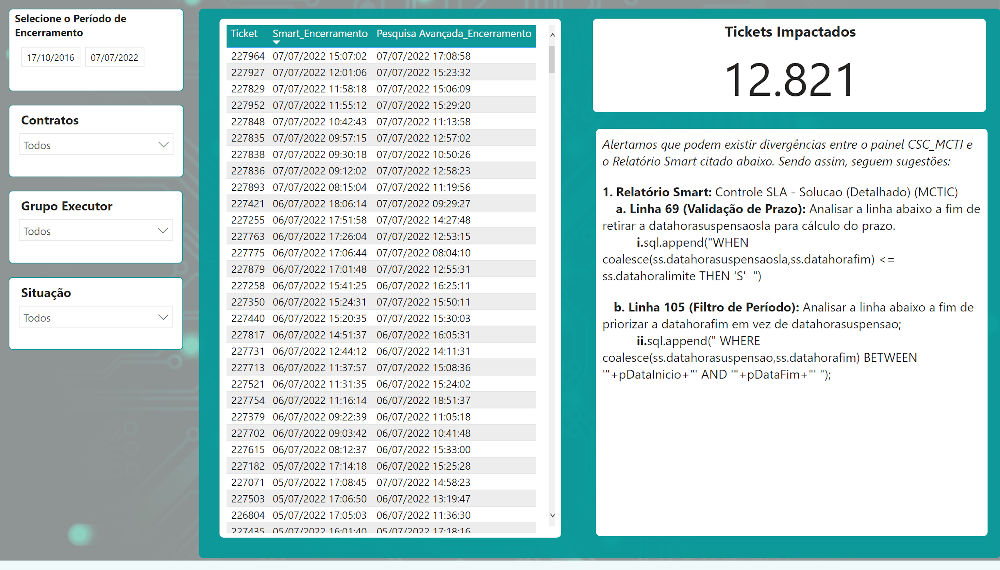 Selecione o Período de
Encerramento
17/10/2016 07/07/2022
Contratos
Todos
Grupo Executor
Todos
Situação
Todos
Ticket Smart_Encerramento Pesquisa Avançada_Encerramento
227964 07/07/2022 15:07:02 07/07/2022 17:08:58
227927 07/07/2022 12:01:06 07/07/2022 15:23:32
227829 07/07/2022 11:58:18 07/07/2022 15:06:09
227952 07/07/2022 11:55:12 07/07/2022 15:29:20
227848 07/07/2022 10:42:43 07/07/2022 11:13:58
227835 07/07/2022 09:57:15 07/07/2022 12:57:02
227838 07/07/2022 09:30:18 07/07/2022 10:50:26
227836 07/07/2022 09:12:02 07/07/2022 12:58:23
227893 07/07/2022 08:15:04 07/07/2022 11:19:56
227421 06/07/2022 18:06:14 07/07/2022 09:29:27
227255 06/07/2022 17:51:58 07/07/2022 14:27:48
227763 06/07/2022 17:26:04 07/07/2022 12:53:15
227775 06/07/2022 17:06:44 07/07/2022 08:04:10
227879 06/07/2022 17:01:48 07/07/2022 12:55:31
227258 06/07/2022 15:41:25 06/07/2022 16:25:11
227350 06/07/2022 15:24:31 07/07/2022 15:50:11
227440 06/07/2022 15:20:35 07/07/2022 15:30:03
227817 06/07/2022 14:51:37 06/07/2022 16:05:31
227731 06/07/2022 12:44:12 06/07/2022 14:11:31
227713 06/07/2022 11:37:57 07/07/2022 15:08:36
227521 06/07/2022 11:31:35 06/07/2022 15:24:02
227754 06/07/2022 11:16:14 06/07/2022 18:51:37
227379 06/07/2022 09:22:39 06/07/2022 11:05:18
227702 06/07/2022 09:03:42 06/07/2022 10:41:48
227615 06/07/2022 08:12:37 06/07/2022 15:33:00
227182 05/07/2022 17:14:18 06/07/2022 15:25:28
227071 05/07/2022 17:08:45 07/07/2022 14:58:23
227503 05/07/2022 17:06:50 06/07/2022 13:19:47
226804 05/07/2022 17:05:03 06/07/2022 11:36:30
227435 05/07/2022 16:01:40 05/07/2022 17:18:16
Tickets Impactados
12.821
Alertamos que podem existir divergências entre o painel CSC_MCTI e
o Relatório Smart citado abaixo. Sendo assim, seguem sugestões:
1. Relatório Smart: Controle SLA - Solucao (Detalhado) (MCTIC)
a. Linha 69 (Validação de Prazo): Analisar a linha abaixo a fim de
retirar a datahorasuspensaosla para cálculo do prazo.
i.sql.append("WHEN
coalesce(ss.datahorasuspensaosla,ss.datahorafim) <=
ss.datahoralimite THEN 'S'  ")
b. Linha 105 (Filtro de Período): Analisar a linha abaixo a fim de
priorizar a datahorafim em vez de datahorasuspensao;
ii.sql.append(" WHERE
coalesce(ss.datahorasuspensao,ss.datahorafim) BETWEEN
'"+pDataInicio+"' AND '"+pDataFim+"' ");